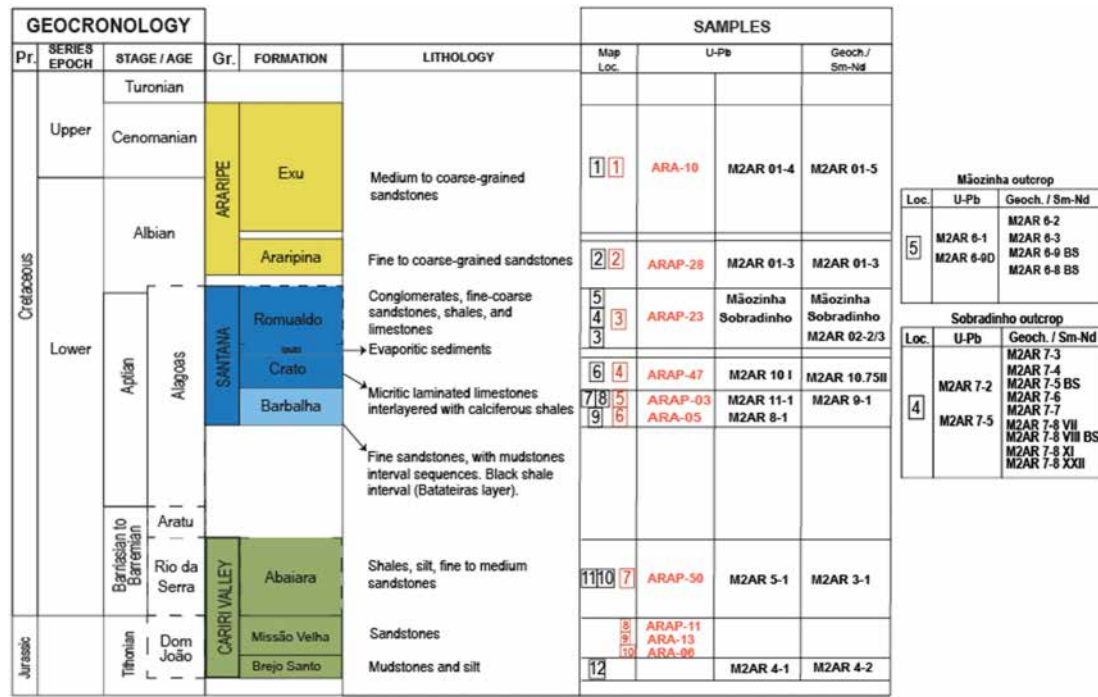 GEOCRONOLOGY
SAMPLES
Pr.
SERIES
EPOCH
STAGE / AGE
Gr.
FORMATION
LITHOLOGY
Map
Loc.
U-Pb
Geoch./
Sm-Nd
Cretaceous
Jurassic
Upper
Lower
Turonian
Cenomanian
Albian
Aptian
Alagoas
Barriasian to
Barremian
Aratu
Rio da
Serra
Tithonian
Dom
João
ARARIPE
Exu
Medium to coarse-grained
sandstones
1 1 ARA-10 M2AR 01-4 M2AR 01-5
Araripina
Fine to coarse-grained sandstones
2 2 ARAP-28 M2AR 01-3 M2AR 01-3
SANTANA
Romualdo
Conglomerates, fine-coarse
sandstones, shales, and
limestones
Evaporitic sediments
5 Mãozinha Mãozinha
4 3 ARAP-23 Sobradinho Sobradinho
3 M2AR 02-2/3
Crato
Micritic laminated limestones
interlayered with calciferous shales
6 4 ARAP-47 M2AR 10 I M2AR 10.75II
Barbalha
Fine sandstones, with mudstones
interval sequences. Black shale
interval (Batateiras layer).
7 8 5 ARAP-03 M2AR 11-1 M2AR 9-1
9 6 ARA-05 M2AR 8-1
CARIRI VALLEY
Abaiara
Shales, silt, fine to medium
sandstones
11 10 7 ARAP-50 M2AR 5-1 M2AR 3-1
Missão Velha
Sandstones
8 ARAP-11
9 ARA-13
10 ARA-06
Brejo Santo
Mudstones and silt
12 M2AR 4-1 M2AR 4-2
Mãozinha outcrop
Loc. U-Pb Geoch. / Sm-Nd
5
M2AR 6-1
M2AR 6-9D
M2AR 6-2
M2AR 6-3
M2AR 6-9 BS
M2AR 6-8 BS
Sobradinho outcrop
Loc. U-Pb Geoch. / Sm-Nd
4
M2AR 7-2
M2AR 7-5
M2AR 7-3
M2AR 7-4
M2AR 7-5 BS
M2AR 7-6
M2AR 7-7
M2AR 7-8 VII
M2AR 7-8 VIII BS
M2AR 7-8 XI
M2AR 7-8 XXII